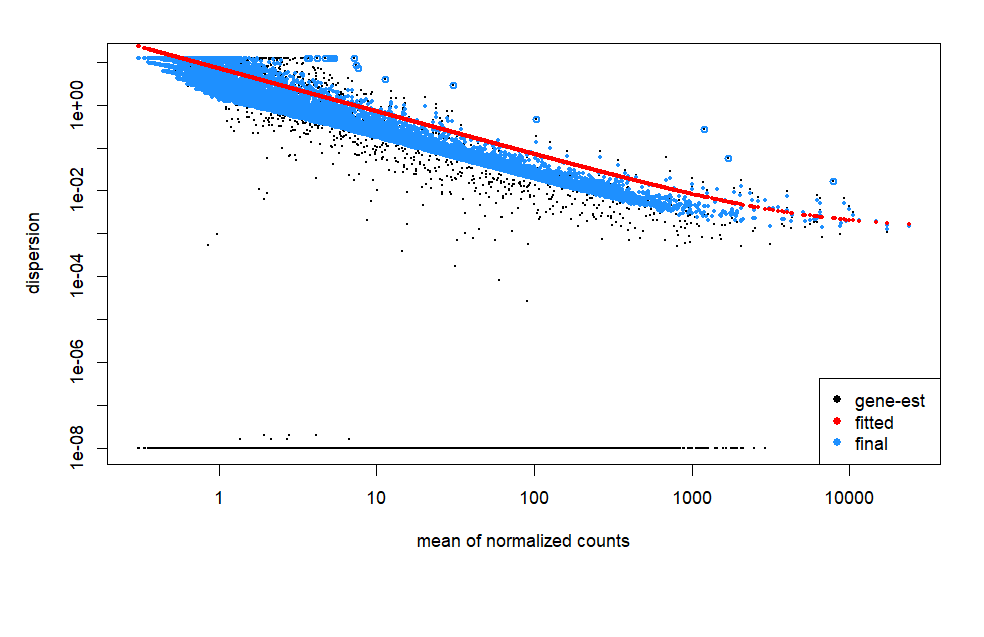 dispersion
1e+00
1e-02
1e-04
1e-06
1e-08
gene-est
fitted
final
1 10 100 1000 10000
mean of normalized counts